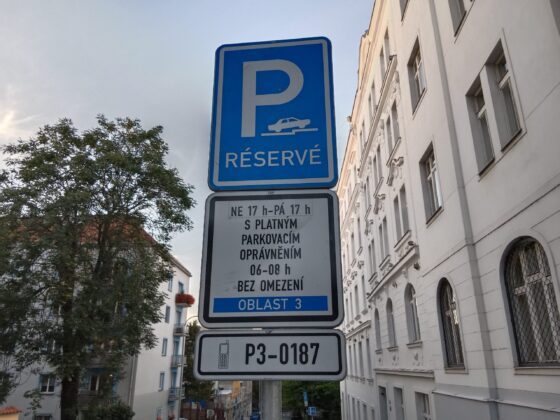 P
RÉSERVÉ
NE 17 h-PÁ 17 h
S PLATNÝM
PARKOVACÍM
OPRÁVNĚNÍM
06-08 h
BEZ OMEZENÍ
OBLAST 3
P3-0187